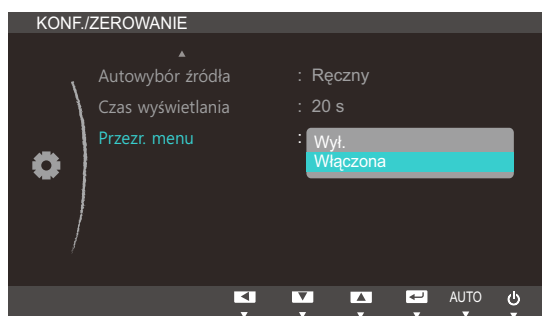 KONF./ZEROWANIE
Autowybór źródła : Ręczny
Czas wyświetlania : 20 s
Przezr. menu : Wył.
Włączona
AUTO